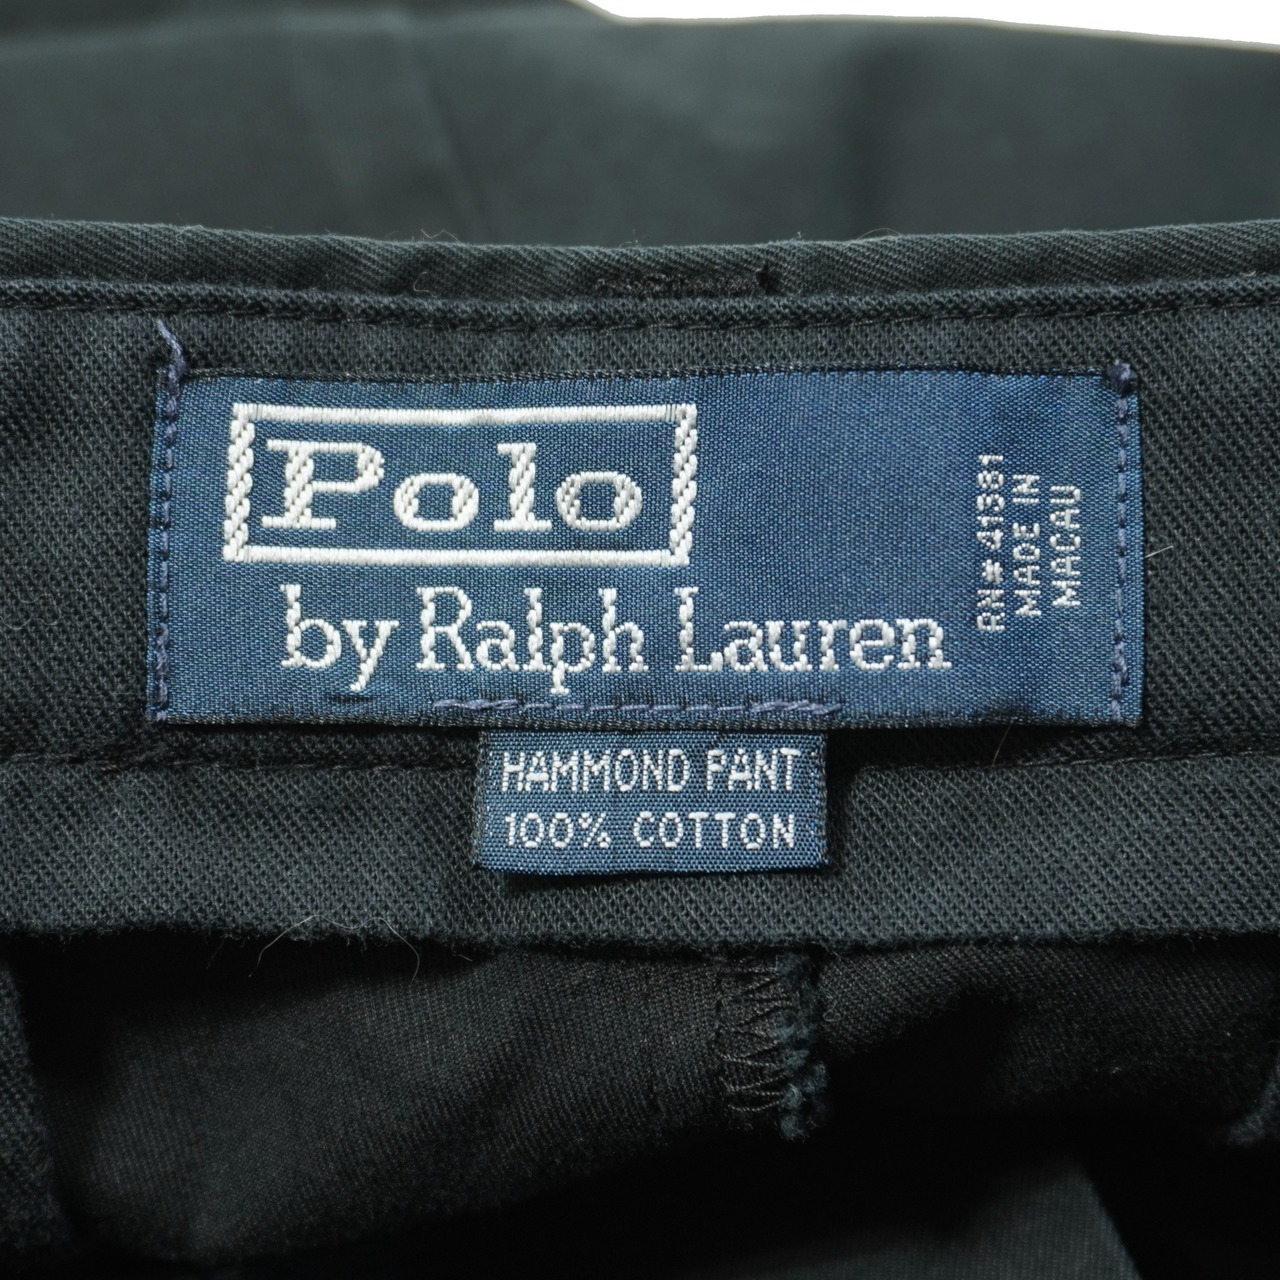 Polo
by Ralph Lauren
RN# 41381
MADE IN
MACAU
HAMMOND PANT
100% COTTON